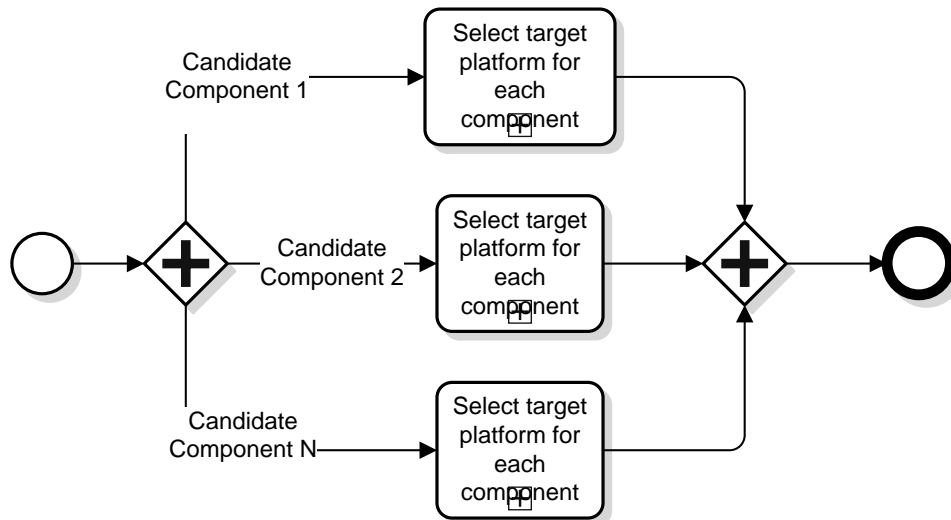 Candidate
Component 1
Select target
platform for
each
component
Candidate
Component 2
Select target
platform for
each
component
Candidate
Component N
Select target
platform for
each
component